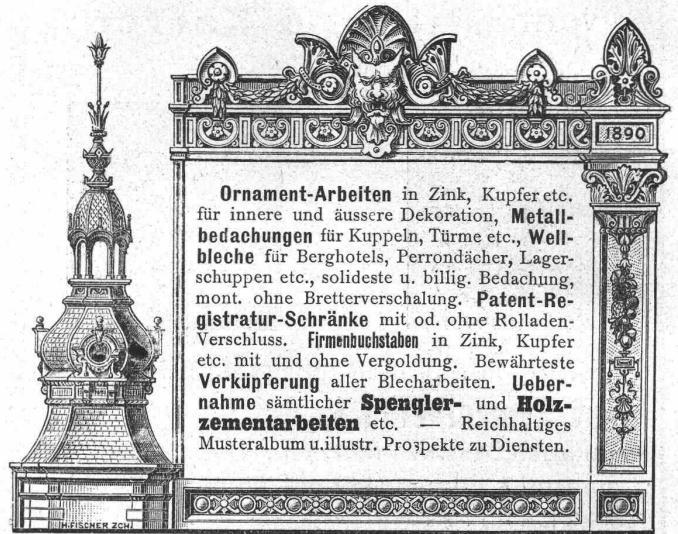 1890
Ornament-Arbeiten in Zink, Kupfer etc.
für innere und äussere Dekoration, Metall-
bedachungen für Kuppeln, Türme etc., Well-
bleche für Berghotels, Perrondächer, Lager-
schuppen etc., solideste u. billig. Bedachung,
mont. ohne Bretterverschalung. Patent-Re-
gistratur-Schränke mit od. ohne Rolladen-
Verschluss. Firmenbuchstaben in Zink, Kupfer
etc. mit und ohne Vergoldung. Bewährteste
Verküpferung aller Blecharbeiten. Ueber-
nahme sämtlicher Spengler- und Holz-
zementarbeiten etc. — Reichhaltiges
Musteralbum u. illustr. Prospekte zu Diensten.
H. FISCHER ZCH.